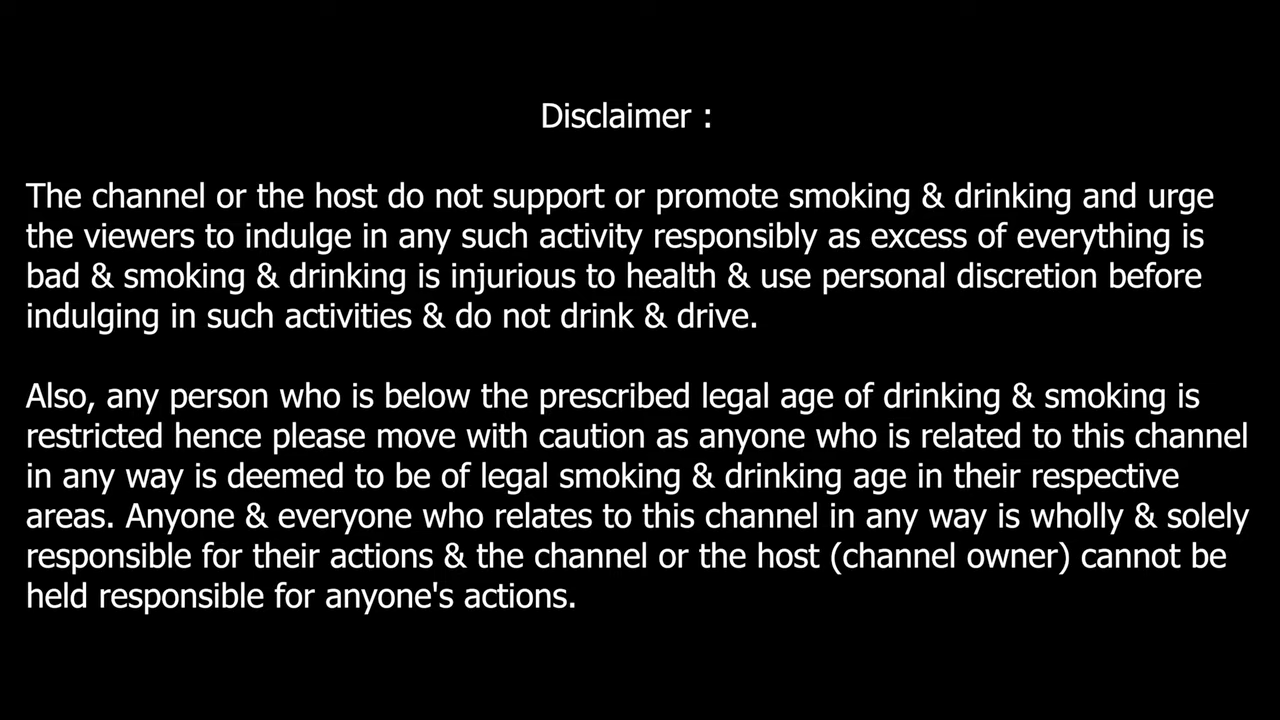 Disclaimer :
The channel or the host do not support or promote smoking & drinking and urge
the viewers to indulge in any such activity responsibly as excess of everything is
bad & smoking & drinking is injurious to health & use personal discretion before
indulging in such activities & do not drink & drive.
Also, any person who is below the prescribed legal age of drinking & smoking is
restricted hence please move with caution as anyone who is related to this channel
in any way is deemed to be of legal smoking & drinking age in their respective
areas. Anyone & everyone who relates to this channel in any way is wholly & solely
responsible for their actions & the channel or the host (channel owner) cannot be
held responsible for anyone's actions.